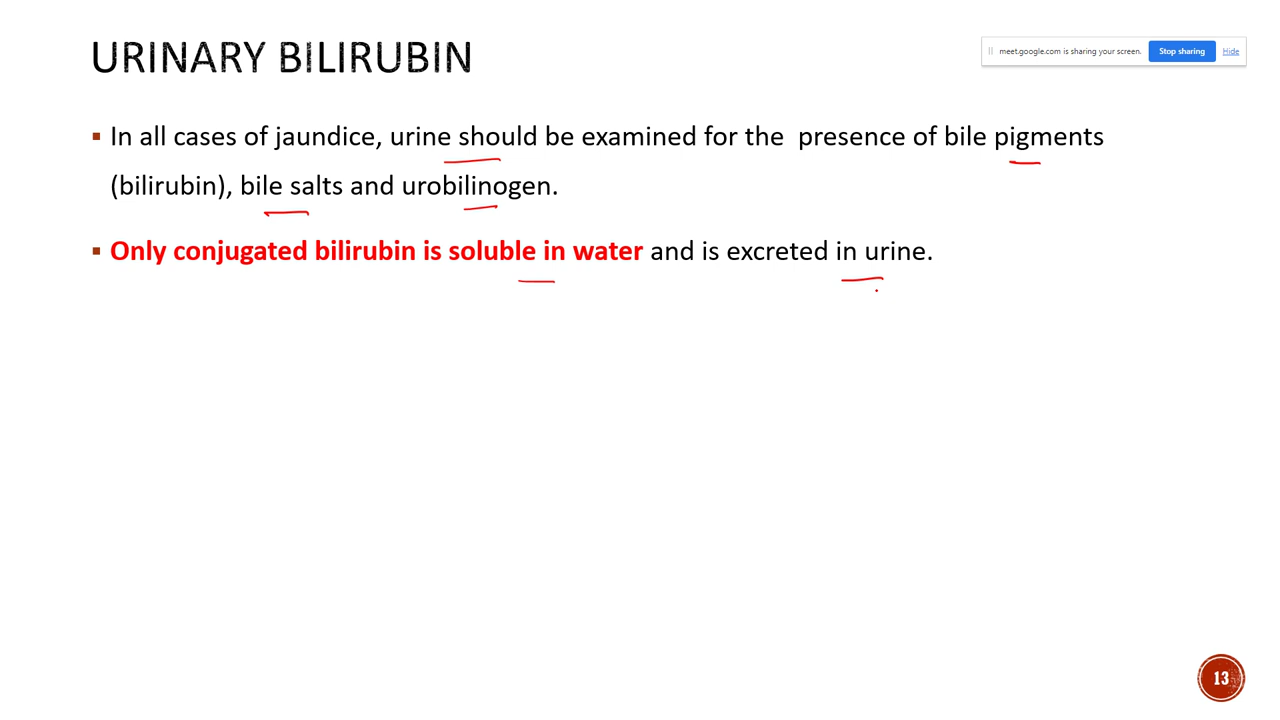 URINARY BILIRUBIN
meet.google.com is sharing your screen. Stop sharing Hide
▪ In all cases of jaundice, urine should be examined for the presence of bile pigments
(bilirubin), bile salts and urobilinogen.
▪ Only conjugated bilirubin is soluble in water and is excreted in urine.
13